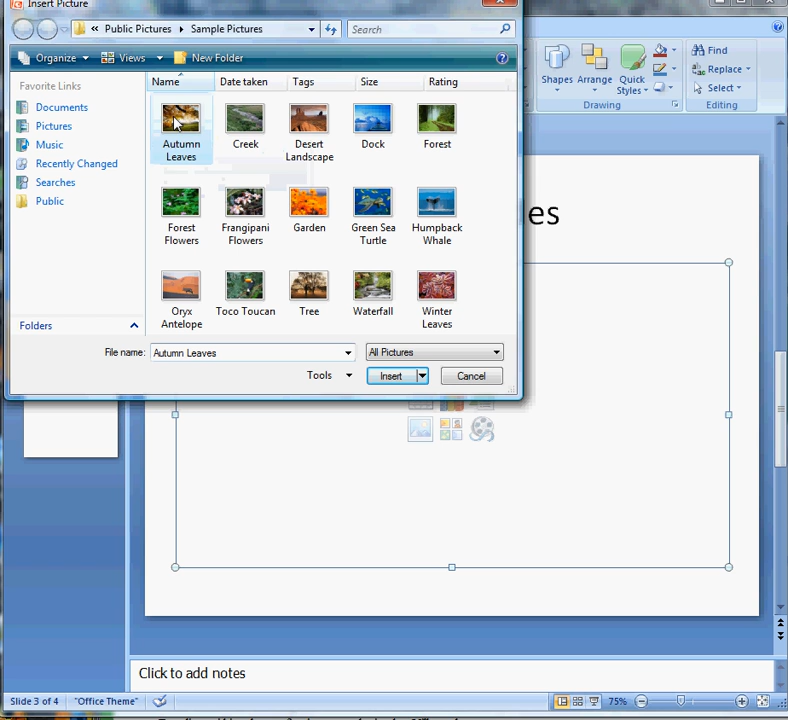 Insert Picture
Public Pictures
Sample Pictures
Search
Organize
Views
New Folder
Favorite Links
Documents
Pictures
Music
Recently Changed
Searches
Public
Folders
Name
Date taken
Tags
Size
Rating
Autumn
Leaves
Creek
Desert
Landscape
Dock
Forest
Forest
Flowers
Frangipani
Flowers
Garden
Green Sea
Turtle
Humpback
Whale
Oryx
Antelope
Toco Toucan
Tree
Waterfall
Winter
Leaves
File name:
Autumn Leaves
All Pictures
Tools
Insert
Cancel
Shapes
Arrange
Quick
Styles
Drawing
Find
Replace
Select
Editing
es
Click to add notes
Slide 3 of 4
"Office Theme"
75%